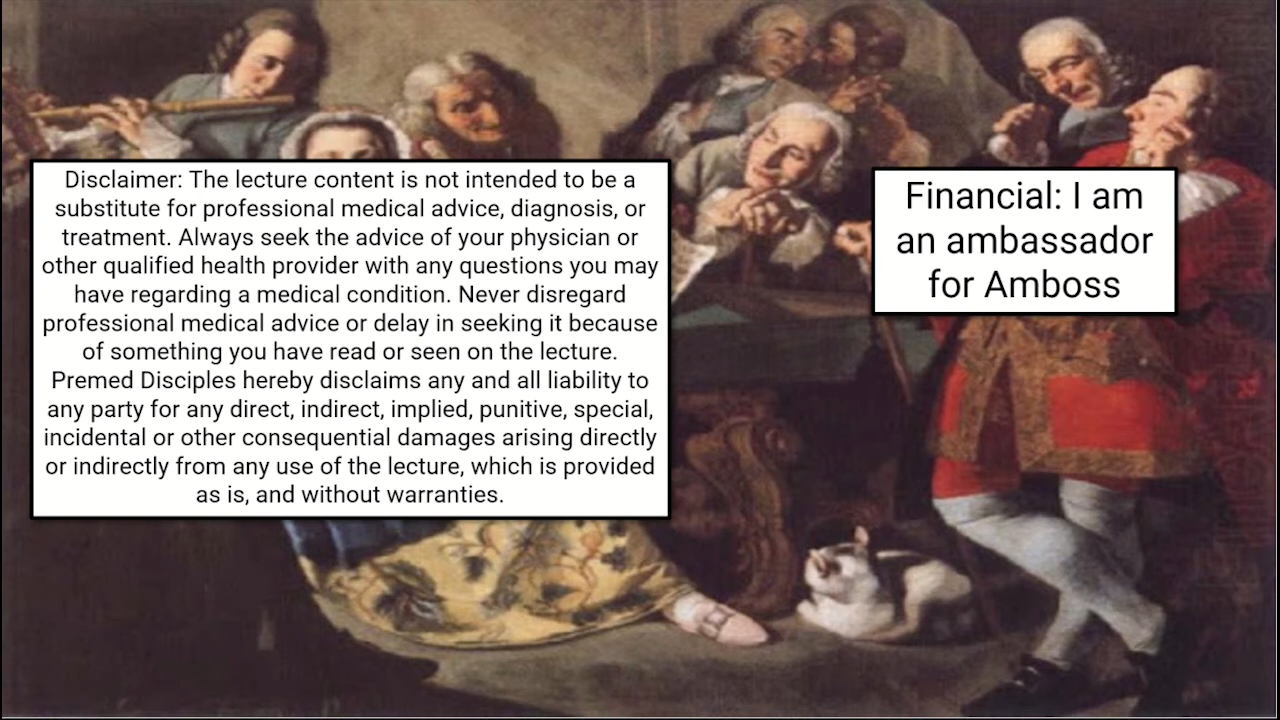 Disclaimer: The lecture content is not intended to be a
substitute for professional medical advice, diagnosis, or
treatment. Always seek the advice of your physician or
other qualified health provider with any questions you may
have regarding a medical condition. Never disregard
professional medical advice or delay in seeking it because
of something you have read or seen on the lecture.
Premed Disciples hereby disclaims any and all liability to
any party for any direct, indirect, implied, punitive, special,
incidental or other consequential damages arising directly
or indirectly from any use of the lecture, which is provided
as is, and without warranties.
Financial: I am
an ambassador
for Amboss